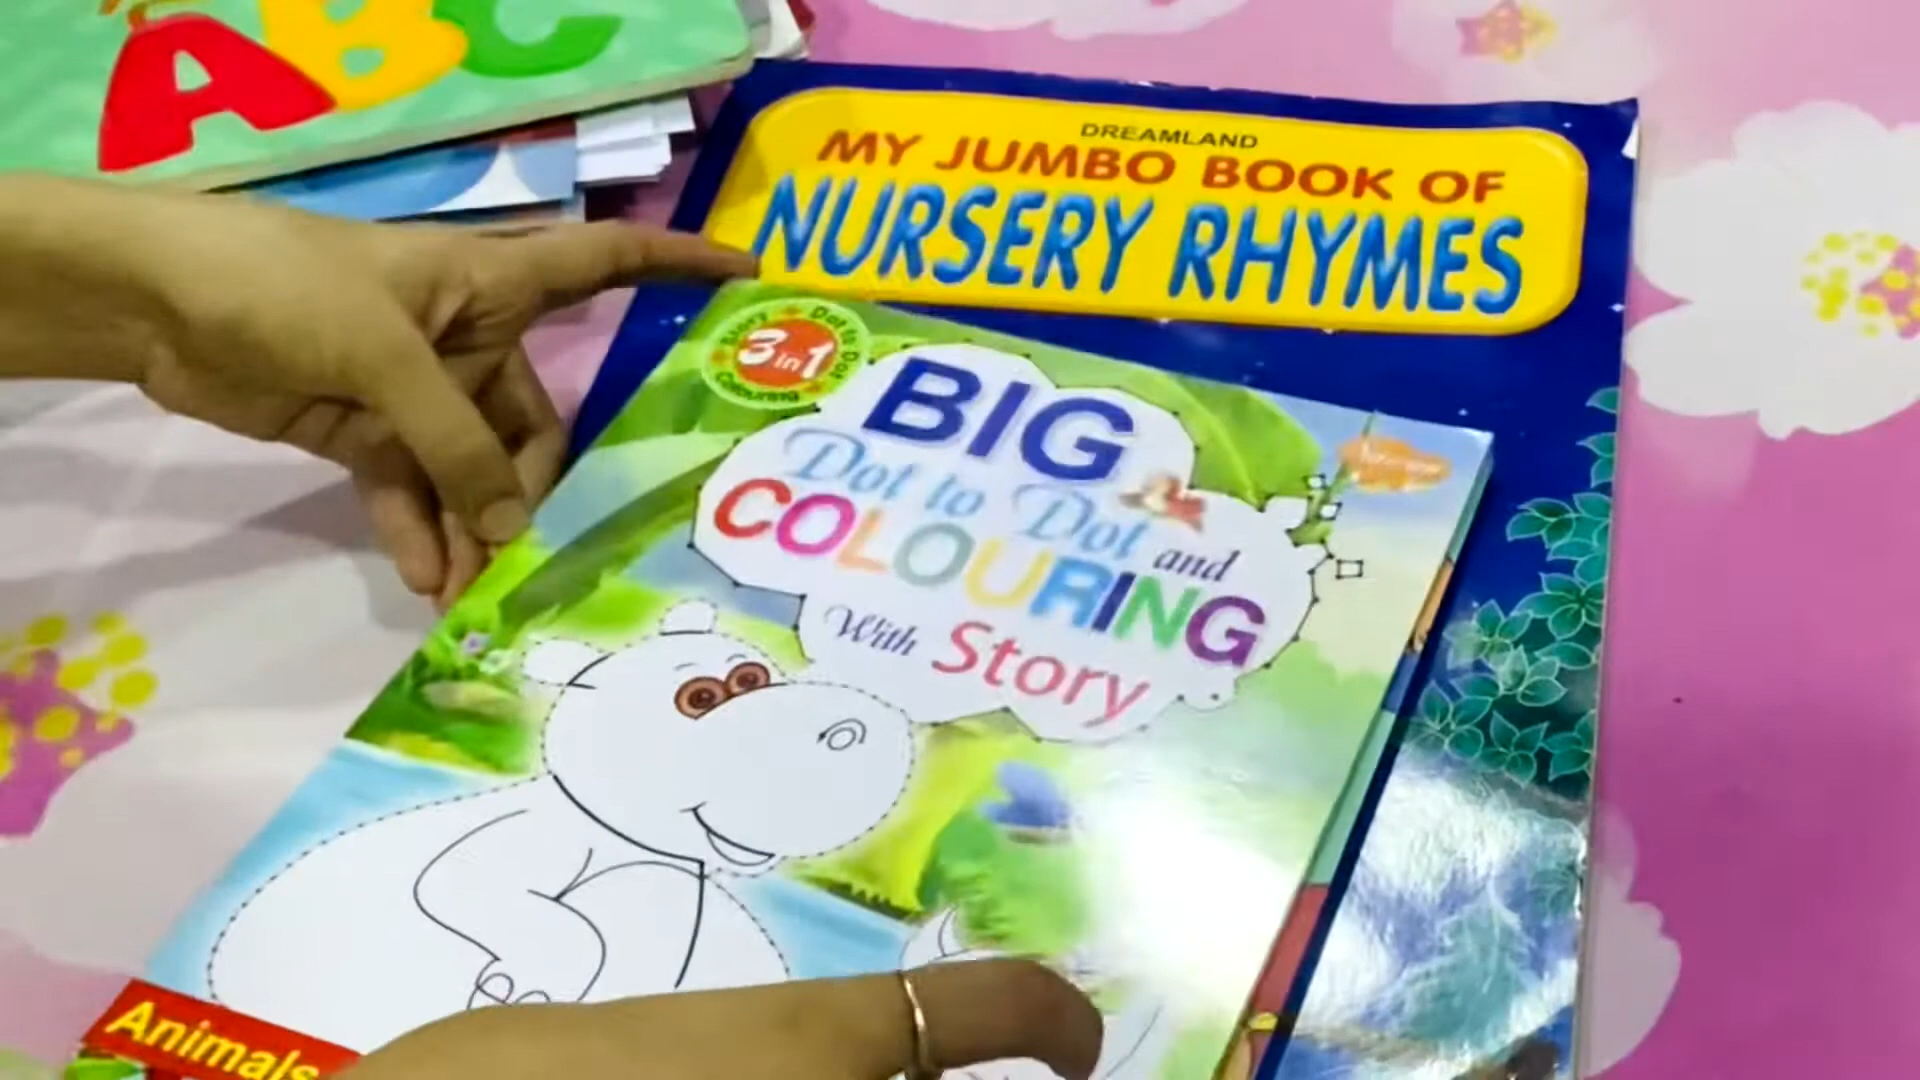 ABC
DREAMLAND
MY JUMBO BOOK OF
NURSERY RHYMES
Story Dot to Dot
3 in 1
Colouring
BIG
Dot to Dot and
COLOURING
With Story
Animals